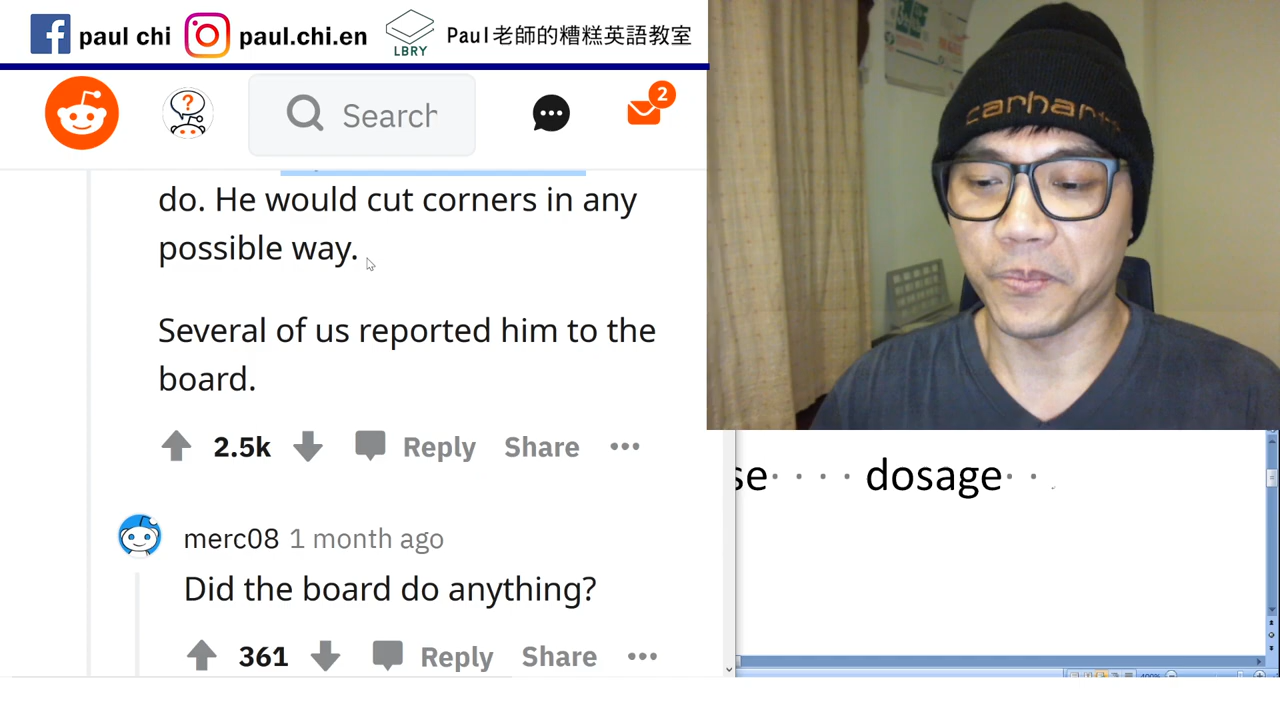 paul chi paul.chi.en LBRY Paul老師的糟糕英語教室
Search 2
do. He would cut corners in any
possible way.
Several of us reported him to the
board.
2.5k Reply Share
merc08 1 month ago
Did the board do anything?
361 Reply Share
carhartt
se dosage